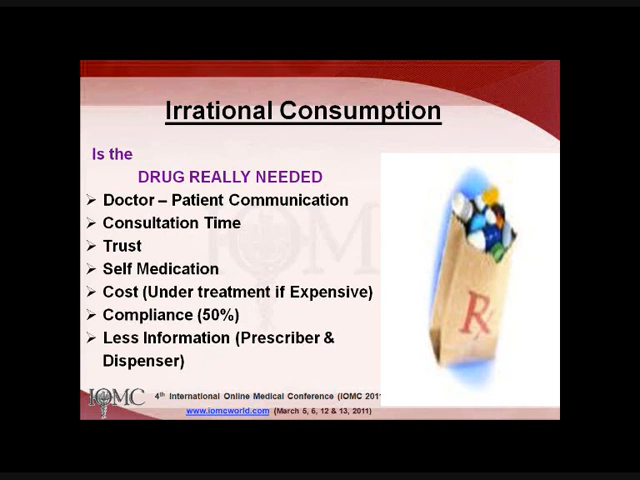 Irrational Consumption
Is the
DRUG REALLY NEEDED
➢ Doctor – Patient Communication
➢ Consultation Time
➢ Trust
➢ Self Medication
➢ Cost (Under treatment if Expensive)
➢ Compliance (50%)
➢ Less Information (Prescriber &
Dispenser)
Rx
IOMC
IOMC
4th International Online Medical Conference (IOMC 2011
www.iomcworld.com (March 5, 6, 12 & 13, 2011)